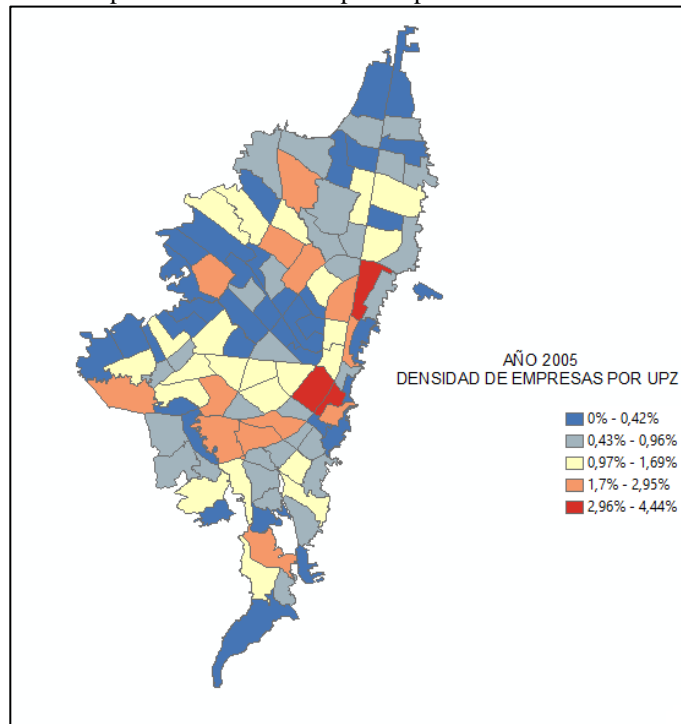 AÑO 2005
DENSIDAD DE EMPRESAS POR UPZ
0% - 0,42%
0,43% - 0,96%
0,97% - 1,69%
1,7% - 2,95%
2,96% - 4,44%